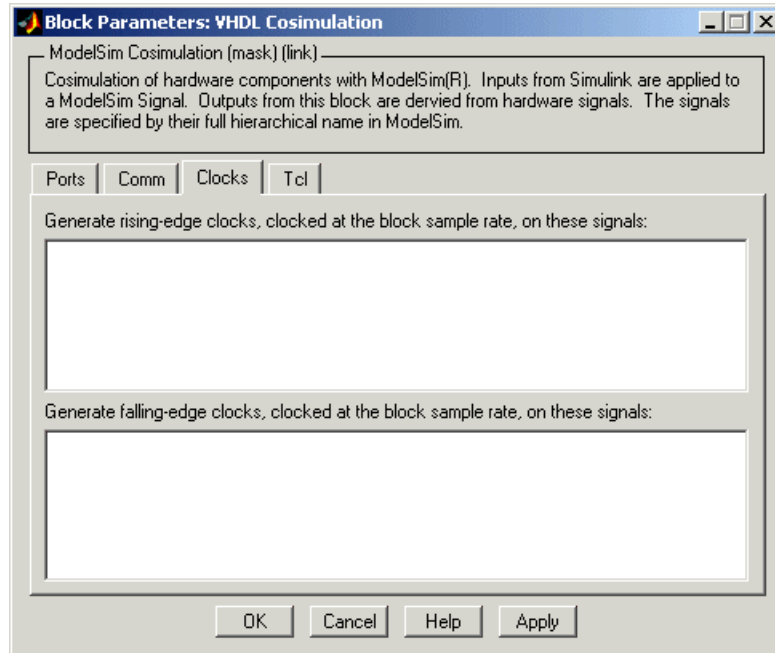 Block Parameters: VHDL Cosimulation
ModelSim Cosimulation (mask) (link)
Cosimulation of hardware components with ModelSim(R). Inputs from Simulink are applied to
a ModelSim Signal. Outputs from this block are dervied from hardware signals. The signals
are specified by their full hierarchical name in ModelSim.
Ports Comm Clocks Tcl
Generate rising-edge clocks, clocked at the block sample rate, on these signals:
Generate falling-edge clocks, clocked at the block sample rate, on these signals:
OK Cancel Help Apply